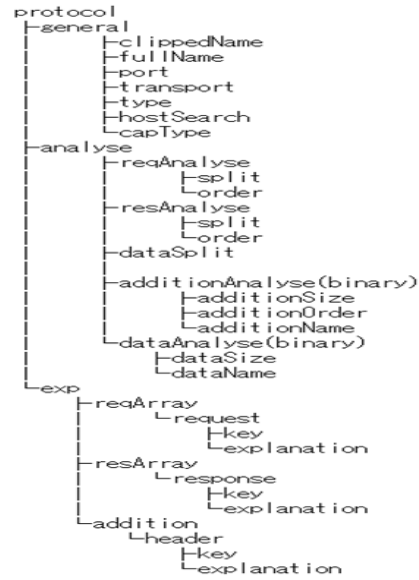 protocol
general
clippedName
fullName
port
transport
type
hostSearch
capType
analyse
reqAnalyse
split
order
resAnalyse
split
order
dataSplit
additionAnalyse(binary)
additionSize
additionOrder
additionName
dataAnalyse(binary)
dataSize
dataName
exp
reqArray
request
key
explanation
resArray
response
key
explanation
addition
header
key
explanation